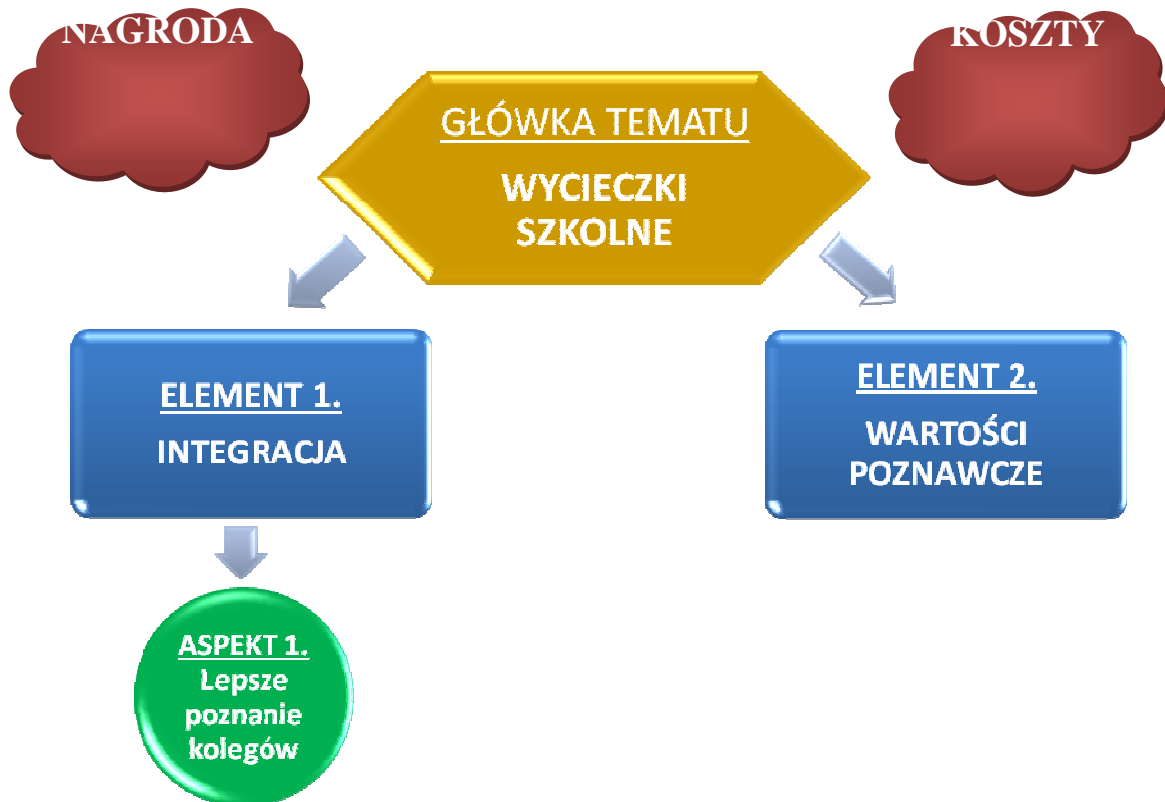 NAGRODA
KOSZTY
GŁÓWKA TEMATU
WYCIECZKI
SZKOLNE
ELEMENT 1.
INTEGRACJA
ELEMENT 2.
WARTOŚCI
POZNAWCZE
ASPEKT 1.
Lepsze
poznanie
kolegów